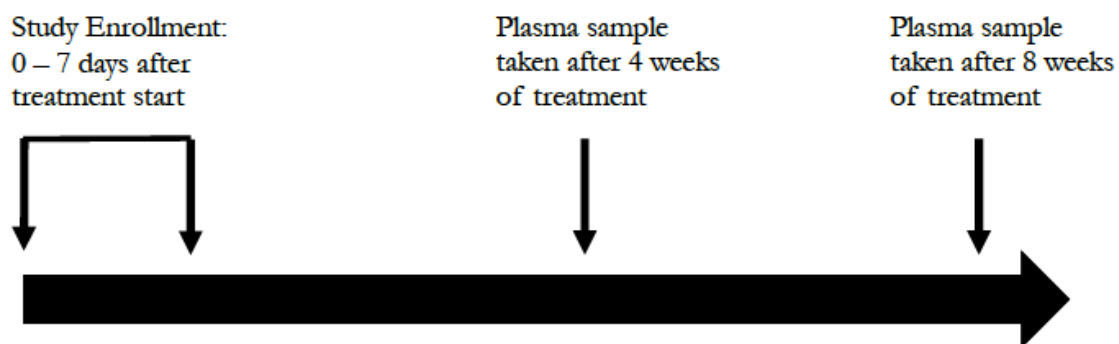 Study Enrollment:
0 – 7 days after
treatment start
Plasma sample
taken after 4 weeks
of treatment
Plasma sample
taken after 8 weeks
of treatment